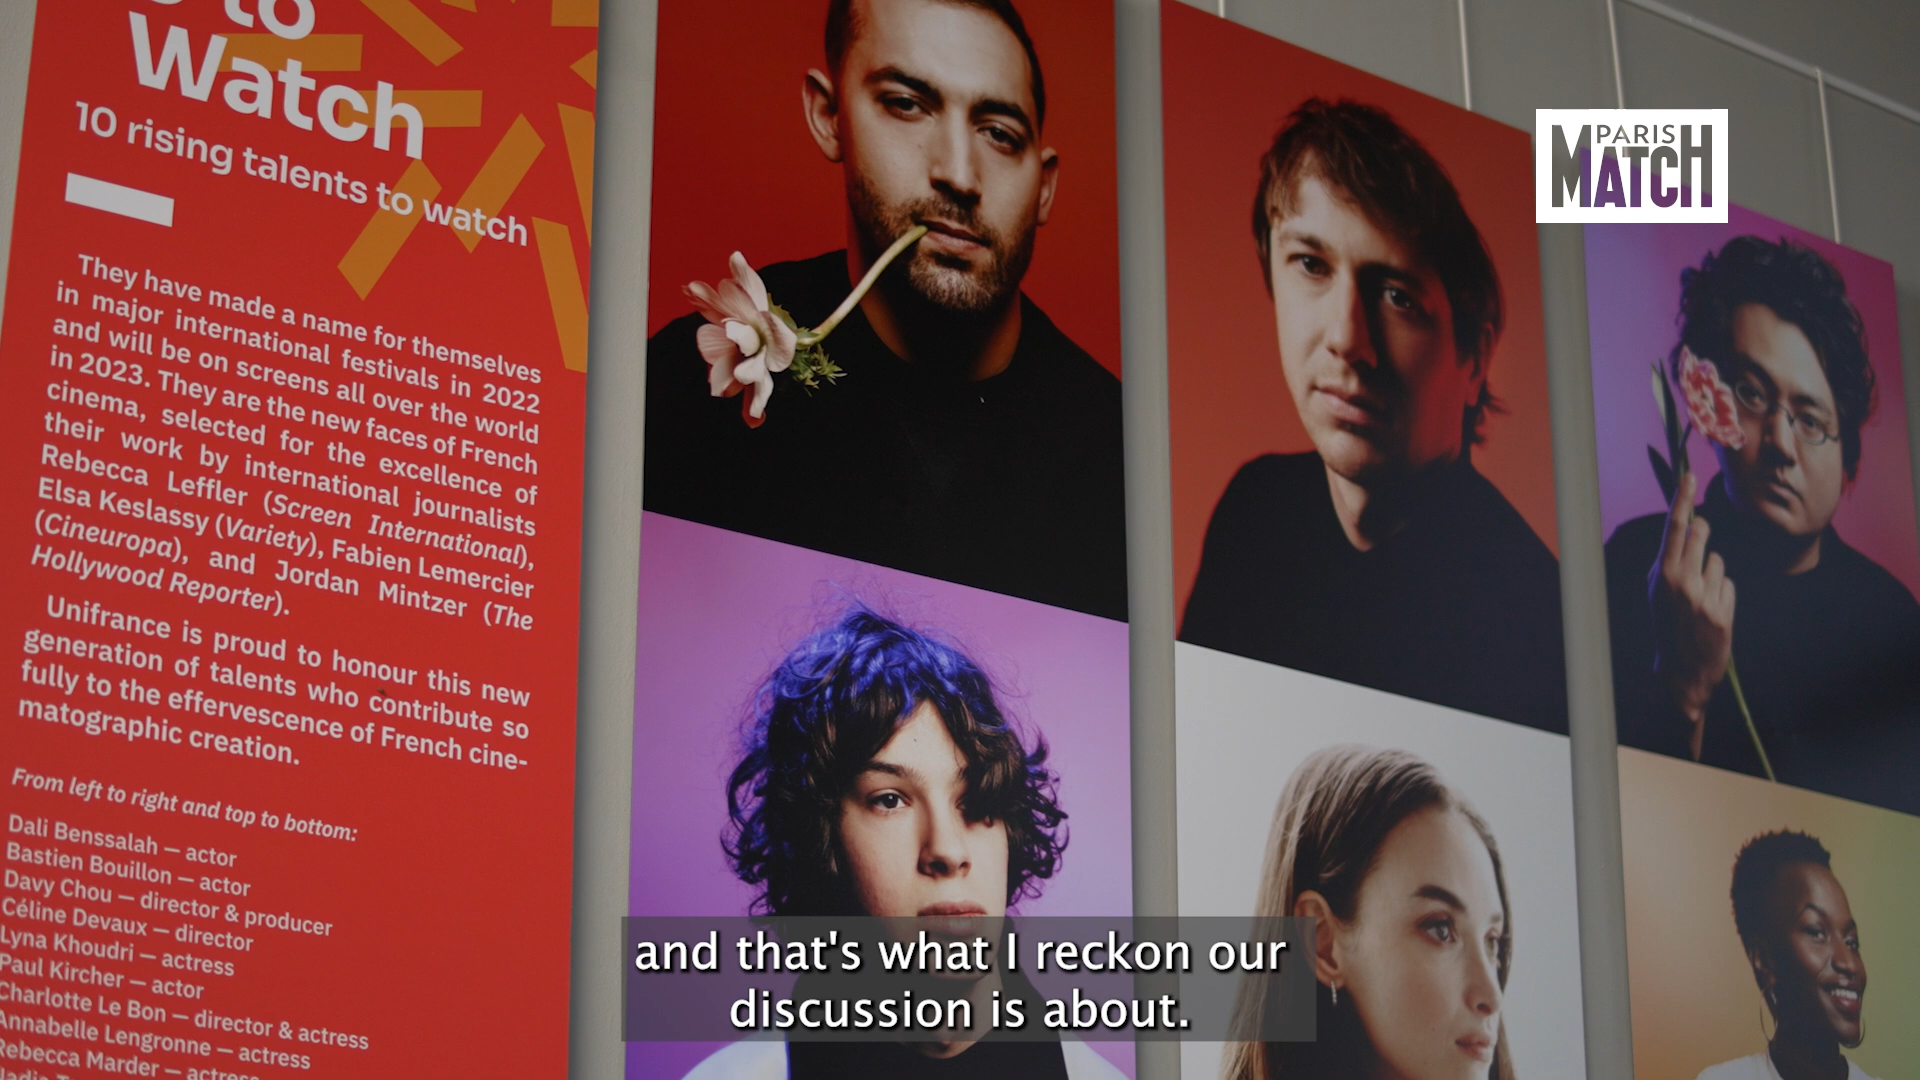 to
Watch
10 rising talents to watch
They have made a name for themselves
in major international festivals in 2022
and will be on screens all over the world
in 2023. They are the new faces of French
cinema, selected for the excellence of
their work by international journalists
Rebecca Leffler (Screen International),
Elsa Keslassy (Variety), Fabien Lemercier
(Cineuropa), and Jordan Mintzer (The
Hollywood Reporter).
Unifrance is proud to honour this new
generation of talents who contribute so
fully to the effervescence of French cine-
matographic creation.
From left to right and top to bottom:
Dali Benssalah — actor
Bastien Bouillon — actor
Davy Chou — director & producer
Céline Devaux — director
Lyna Khoudri — actress
Paul Kircher — actor
Charlotte Le Bon — director & actress
Annabelle Lengronne — actress
Rebecca Marder — actress
PARIS
MATCH
and that's what I reckon our
discussion is about.